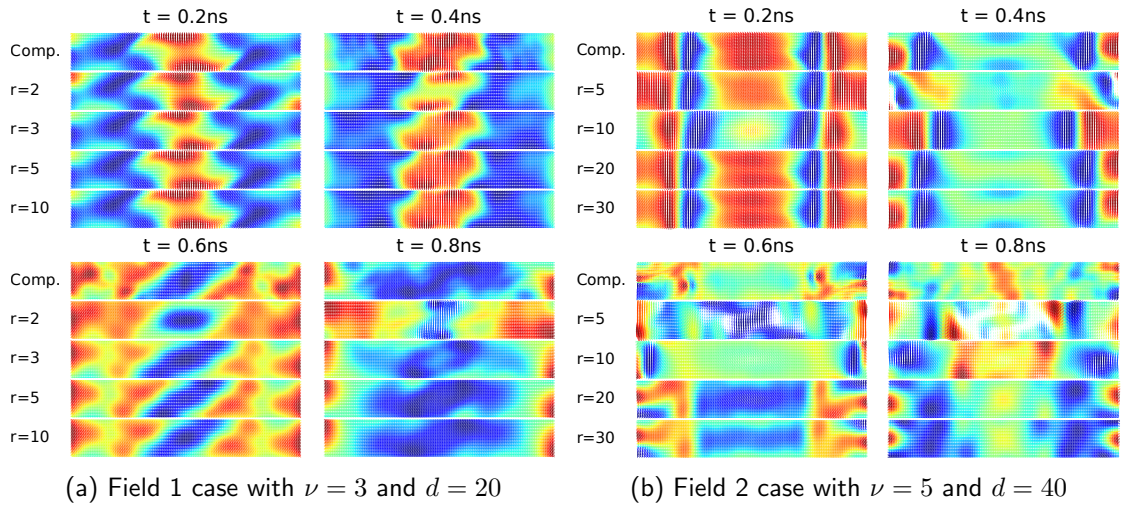 t = 0.2ns
t = 0.4ns
Comp.
r=2
r=3
r=5
r=10
t = 0.6ns
t = 0.8ns
Comp.
r=2
r=3
r=5
r=10
(a) Field 1 case with ν = 3 and d = 20
t = 0.2ns
t = 0.4ns
Comp.
r=5
r=10
r=20
r=30
t = 0.6ns
t = 0.8ns
Comp.
r=5
r=10
r=20
r=30
(b) Field 2 case with ν = 5 and d = 40